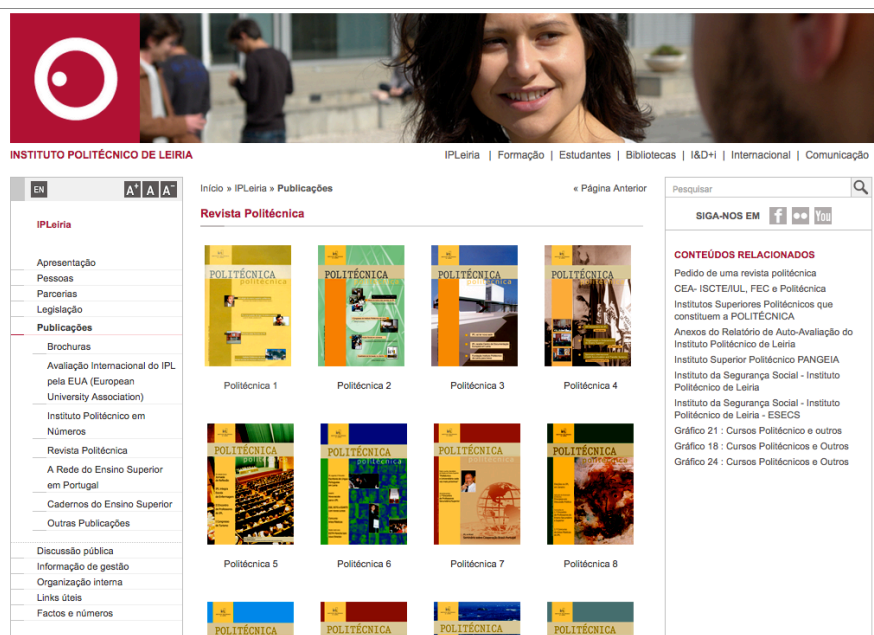 INSTITUTO POLITÉCNICO DE LEIRIA
IPLeiria | Formação | Estudantes | Bibliotecas | I&D+i | Internacional | Comunicação
EN
A+ A A-
IPLeiria
Apresentação
Pessoas
Parcerias
Legislação
Publicações
Brochuras
Avaliação Internacional do IPL
pela EUA (European
University Association)
Instituto Politécnico em
Números
Revista Politécnica
A Rede do Ensino Superior
em Portugal
Cadernos do Ensino Superior
Outras Publicações
Discussão pública
Informação de gestão
Organização interna
Links úteis
Factos e números
Início » IPLeiria » Publicações
« Página Anterior
Revista Politécnica
POLITÉCNICA
politécnica
POLITÉCNICA
politécnica
POLITÉCNICA
politécnica
POLITÉCNICA
politécnica
Politécnica 1
Politécnica 2
Politécnica 3
Politécnica 4
POLITÉCNICA
POLITÉCNICA
politécnica
POLITÉCNICA
politécnica
POLITÉCNICA
Politécnica 5
Politécnica 6
Politécnica 7
Politécnica 8
POLITÉCNICA
POLITÉCNICA
POLITÉCNICA
POLITÉCNICA
Pesquisar
SIGA-NOS EM
f
You
CONTEÚDOS RELACIONADOS
Pedido de uma revista politécnica
CEA- ISCTE/IUL, FEC e Politécnica
Institutos Superiores Politécnicos que
constituem a POLITÉCNICA
Anexos do Relatório de Auto-Avaliação do
Instituto Politécnico de Leiria
Instituto Superior Politécnico PANGEIA
Instituto da Segurança Social - Instituto
Politécnico de Leiria
Instituto da Segurança Social - Instituto
Politécnico de Leiria - ESECS
Gráfico 21 : Cursos Politécnico e outros
Gráfico 18 : Cursos Politécnicos e Outros
Gráfico 24 : Cursos Politécnicos e Outros